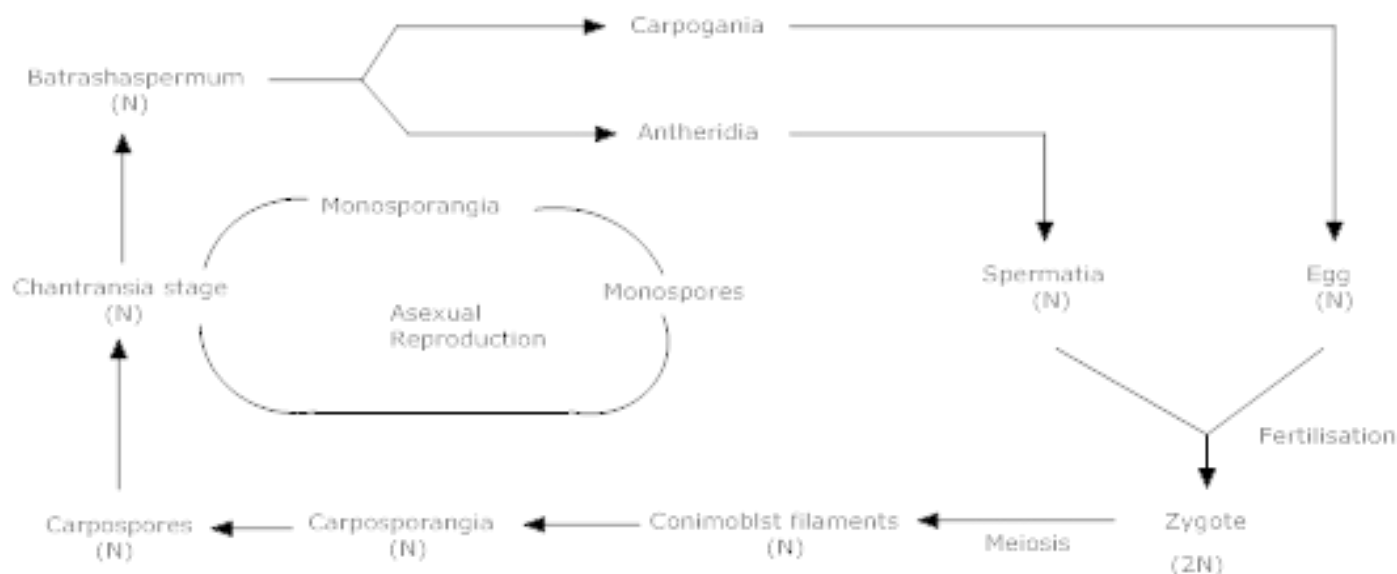 Carpogania
Batrashaspermum
(N)
Antheridia
Monosporangia
Chantransia stage
(N)
Monospores
Asexual
Reproduction
Spermatia
(N)
Egg
(N)
Fertilisation
Carpospores
(N)
Carposporangia
(N)
Conimoblst filaments
(N)
Meiosis
Zygote
(2N)